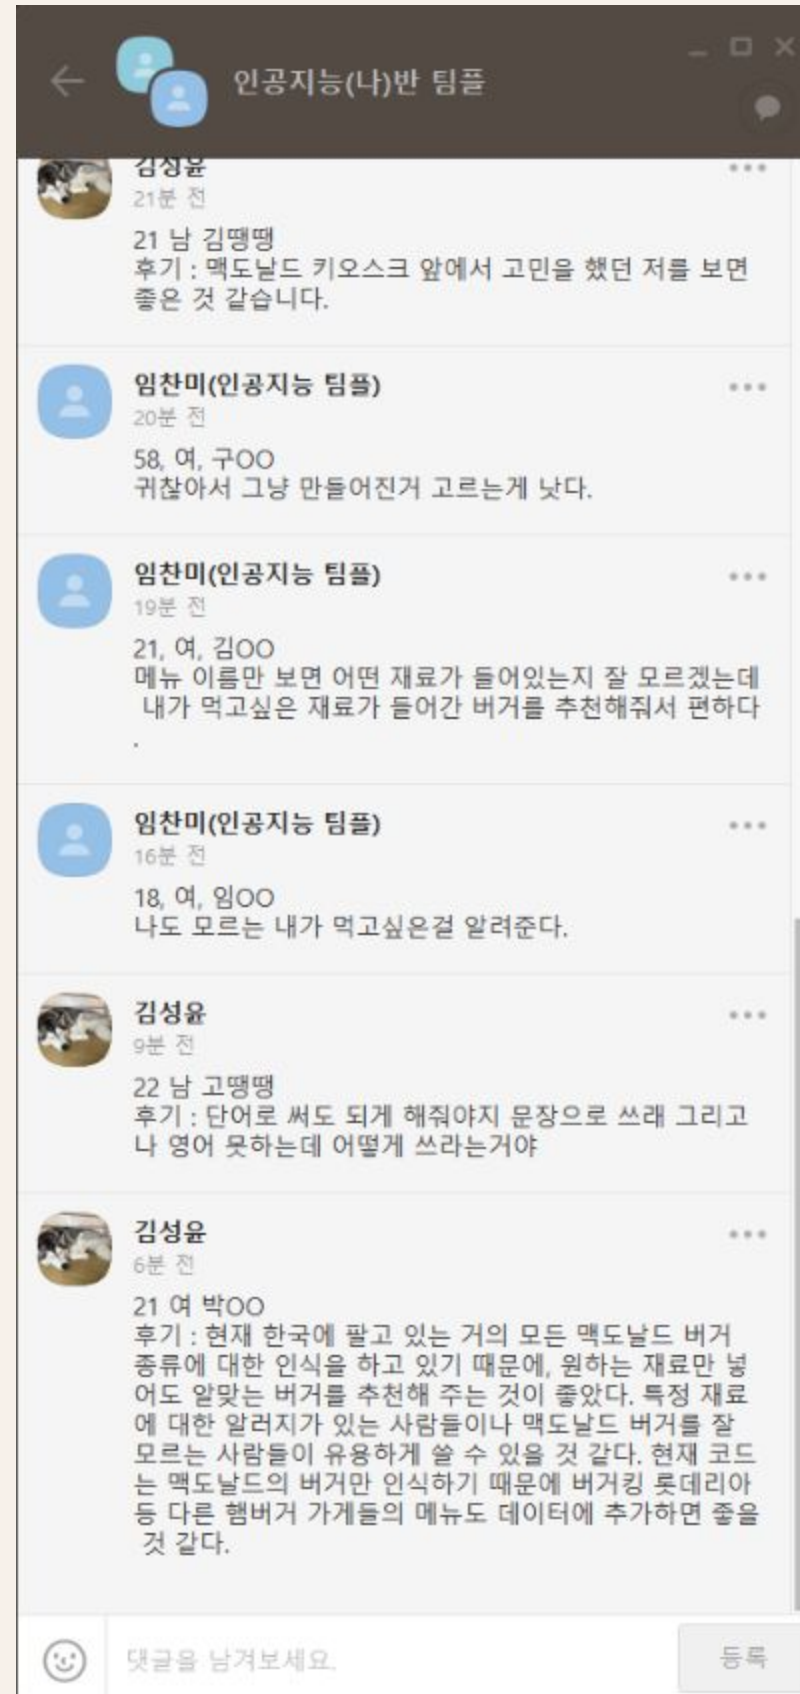 인공지능(나)반 팀플
김성윤
21분 전
21 남 김땡땡
후기 : 맥도날드 키오스크 앞에서 고민을 했던 저를 보면
좋은 것 같습니다.
임찬미(인공지능 팀플)
20분 전
58, 여, 구OO
귀찮아서 그냥 만들어진거 고르는게 낫다.
임찬미(인공지능 팀플)
19분 전
21, 여, 김OO
메뉴 이름만 보면 어떤 재료가 들어있는지 잘 모르겠는데
내가 먹고싶은 재료가 들어간 버거를 추천해줘서 편하다
.
임찬미(인공지능 팀플)
16분 전
18, 여, 임OO
나도 모르는 내가 먹고싶은걸 알려준다.
김성윤
9분 전
22 남 고땡땡
후기 : 단어로 써도 되게 해줘야지 문장으로 쓰래 그리고
나 영어 못하는데 어떻게 쓰라는거야
김성윤
6분 전
21 여 박OO
후기 : 현재 한국에 팔고 있는 거의 모든 맥도날드 버거
종류에 대한 인식을 하고 있기 때문에, 원하는 재료만 넣
어도 알맞는 버거를 추천해 주는 것이 좋았다. 특정 재료
에 대한 알러지가 있는 사람들이나 맥도날드 버거를 잘
모르는 사람들이 유용하게 쓸 수 있을 것 같다. 현재 코드
는 맥도날드의 버거만 인식하기 때문에 버거킹 롯데리아
등 다른 햄버거 가게들의 메뉴도 데이터에 추가하면 좋을
것 같다.
댓글을 남겨보세요.
등록